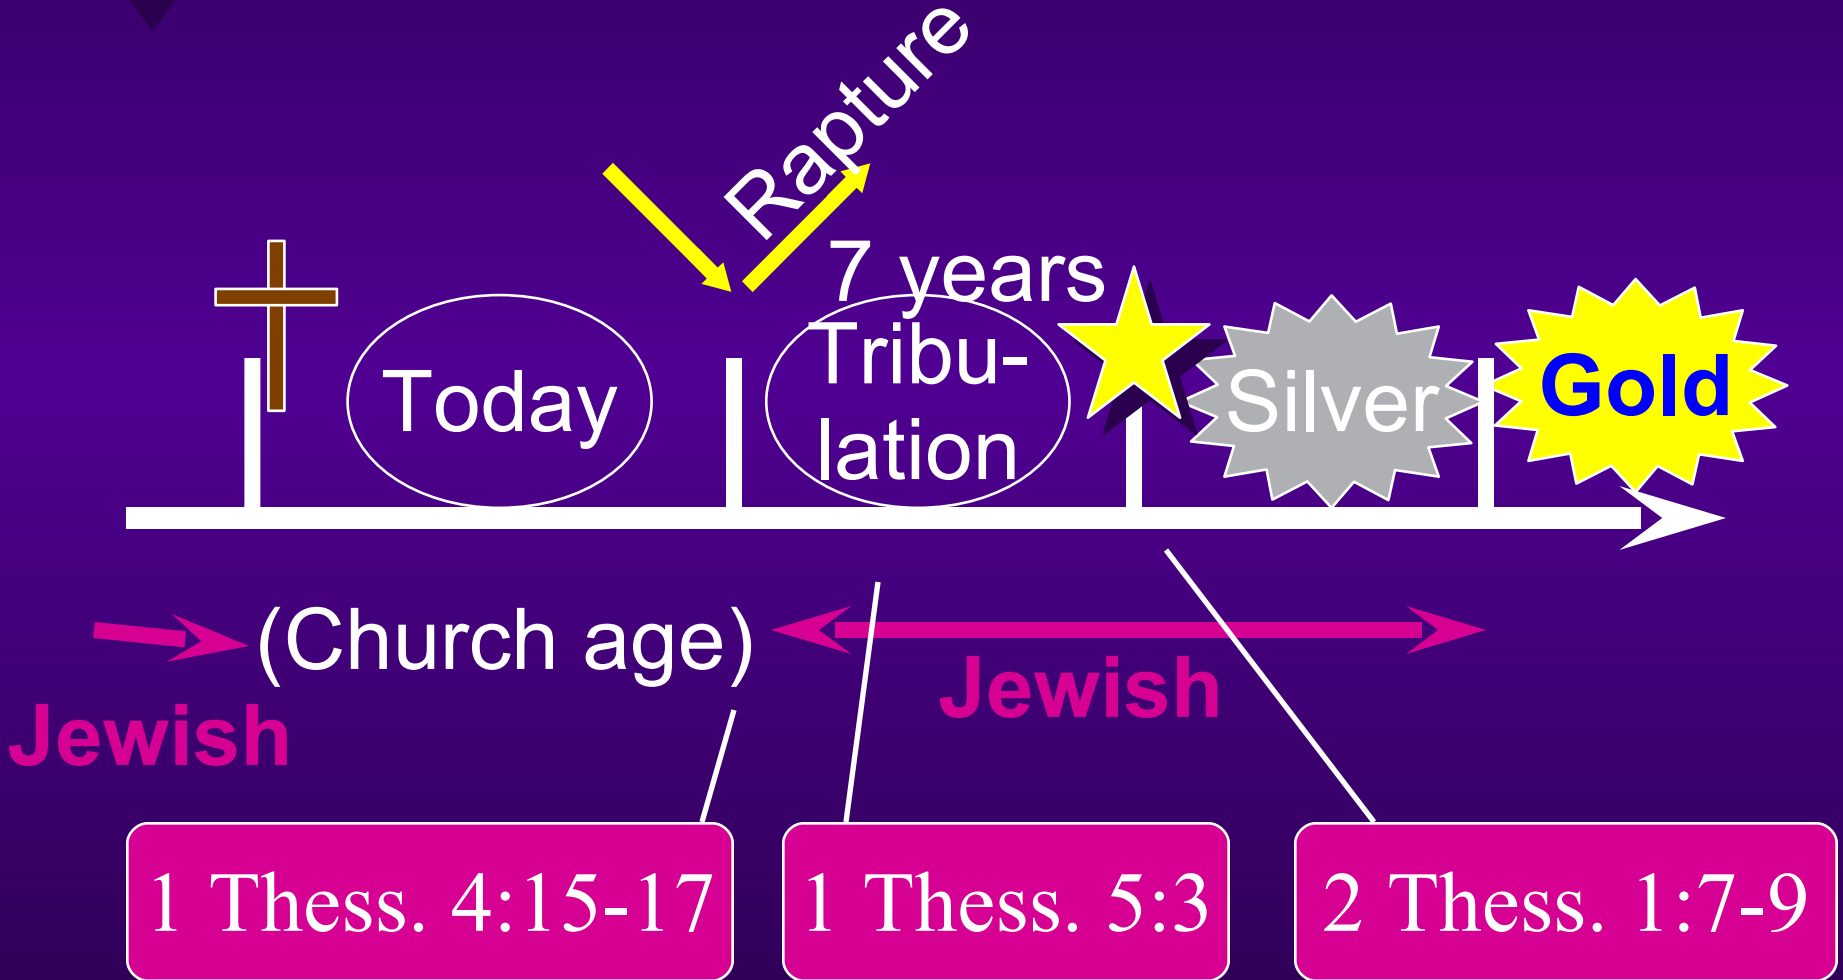 Rapture
7 years
Today
Tribu-
lation
Silver
Gold
(Church age)
Jewish
Jewish
1 Thess. 4:15-17
1 Thess. 5:3
2 Thess. 1:7-9